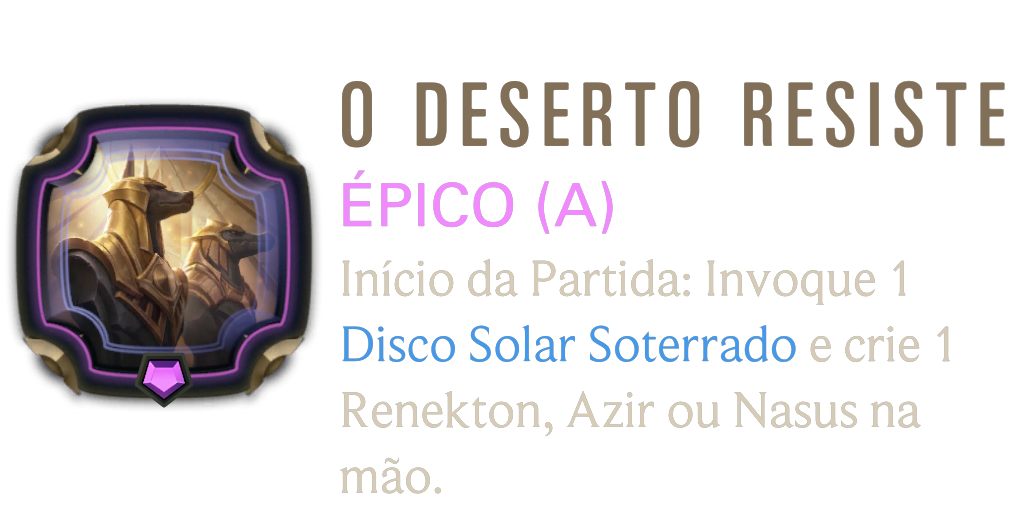 O DESERTO RESISTE
ÉPICO (A)
Início da Partida: Invoque 1
Disco Solar Soterrado e crie 1
Renekton, Azir ou Nasus na
mão.